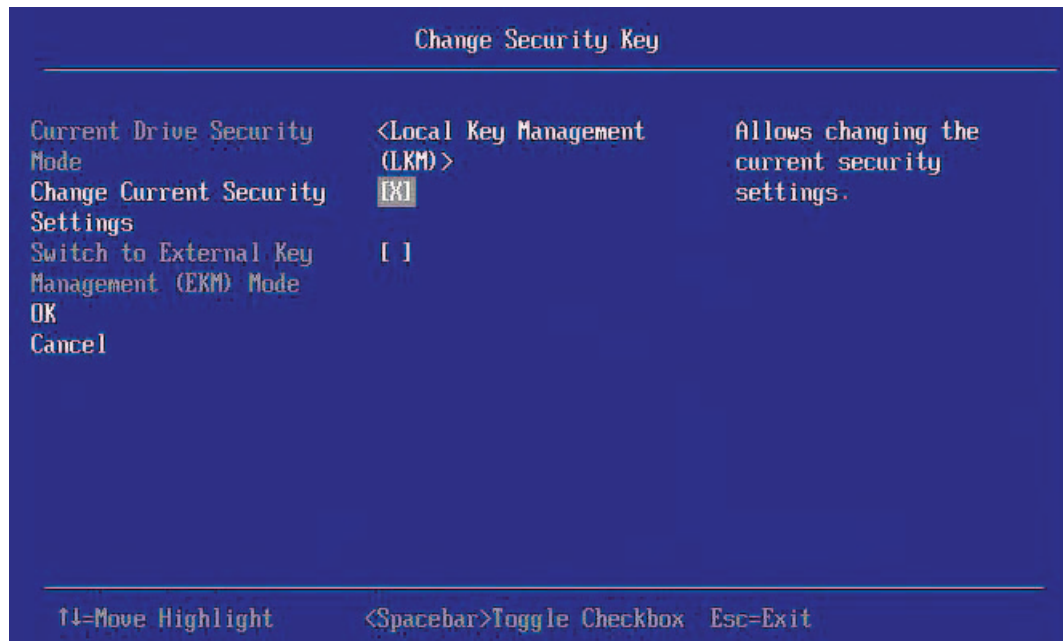 Change Security Key
Current Drive Security <Local Key Management Allows changing the
Mode (LKM)> current security
Change Current Security [X] settings.
Settings
Switch to External Key [ ]
Management (EKM) Mode
OK
Cancel
↑↓=Move Highlight <Spacebar>Toggle Checkbox Esc=Exit